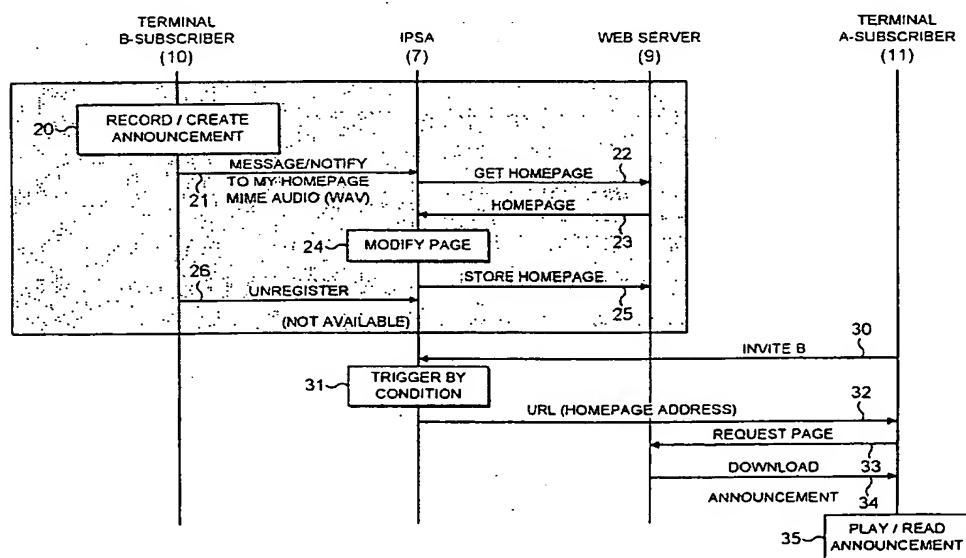 TERMINAL
B-SUBSCRIBER
(10)
IPSA
(7)
WEB SERVER
(9)
TERMINAL
A-SUBSCRIBER
(11)
20
RECORD / CREATE
ANNOUNCEMENT
MESSAGE/NOTIFY
TO MY HOMEPAGE
MIME AUDIO (WAV)
21
22
GET HOMEPAGE
HOMEPAGE
23
24
MODIFY PAGE
26
UNREGISTER
STORE HOMEPAGE
25
(NOT AVAILABLE)
30
INVITE B
31
TRIGGER BY
CONDITION
32
URL (HOMEPAGE ADDRESS)
REQUEST PAGE
33
DOWNLOAD
ANNOUNCEMENT
34
35
PLAY / READ
ANNOUNCEMENT